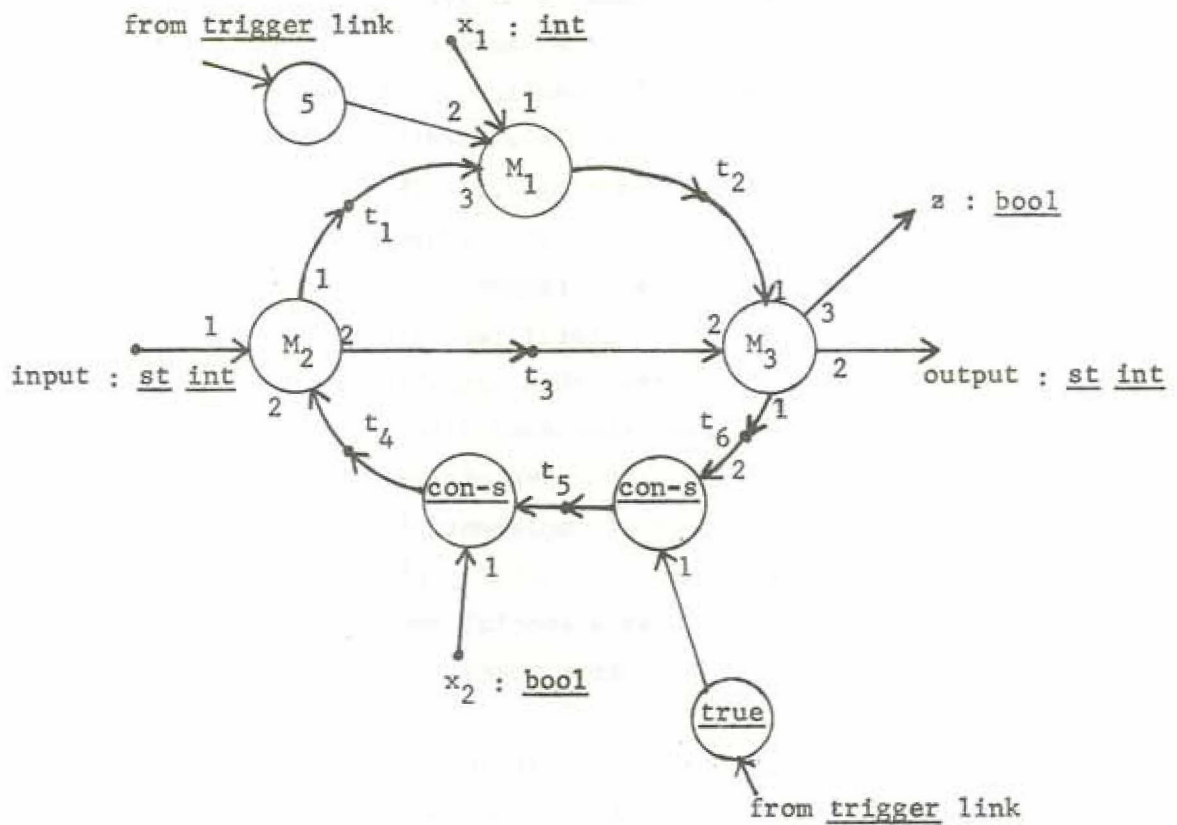 from trigger link
x1 : int
5
2
1
M1
3
t2
t1
z : bool
1
1
3
1
M2
2
2
M3
2
input : st int
t3
output : st int
2
t4
t6
1
2
con-s
t5
con-s
1
1
x2 : bool
true
from trigger link